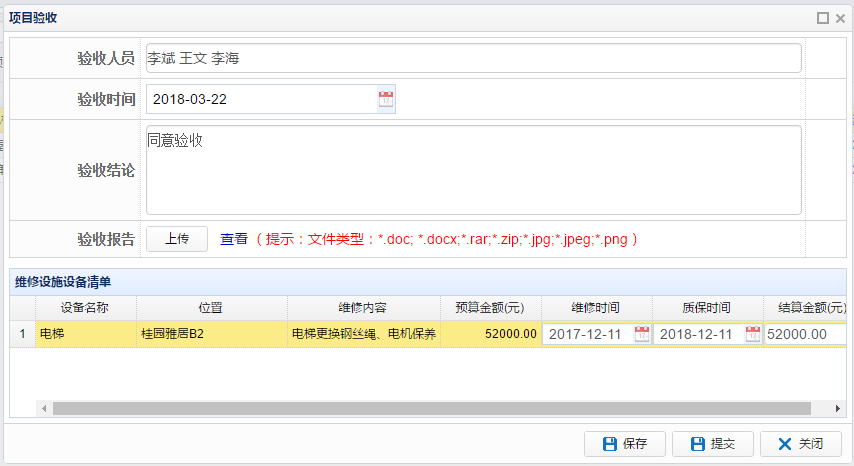 项目验收
验收人员 李斌 王文 李海
验收时间 2018-03-22
验收结论 同意验收
验收报告 上传 查看 ( 提示：文件类型：*.doc; *.docx;*.rar;*.zip;*.jpg;*.jpeg;*.png )
维修设施设备清单
设备名称 位置 维修内容 预算金额(元) 维修时间 质保时间 结算金额(元)
1 电梯 桂园雅居B2 电梯更换钢丝绳、电机保养 52000.00 2017-12-11 2018-12-11 52000.00
保存 提交 关闭